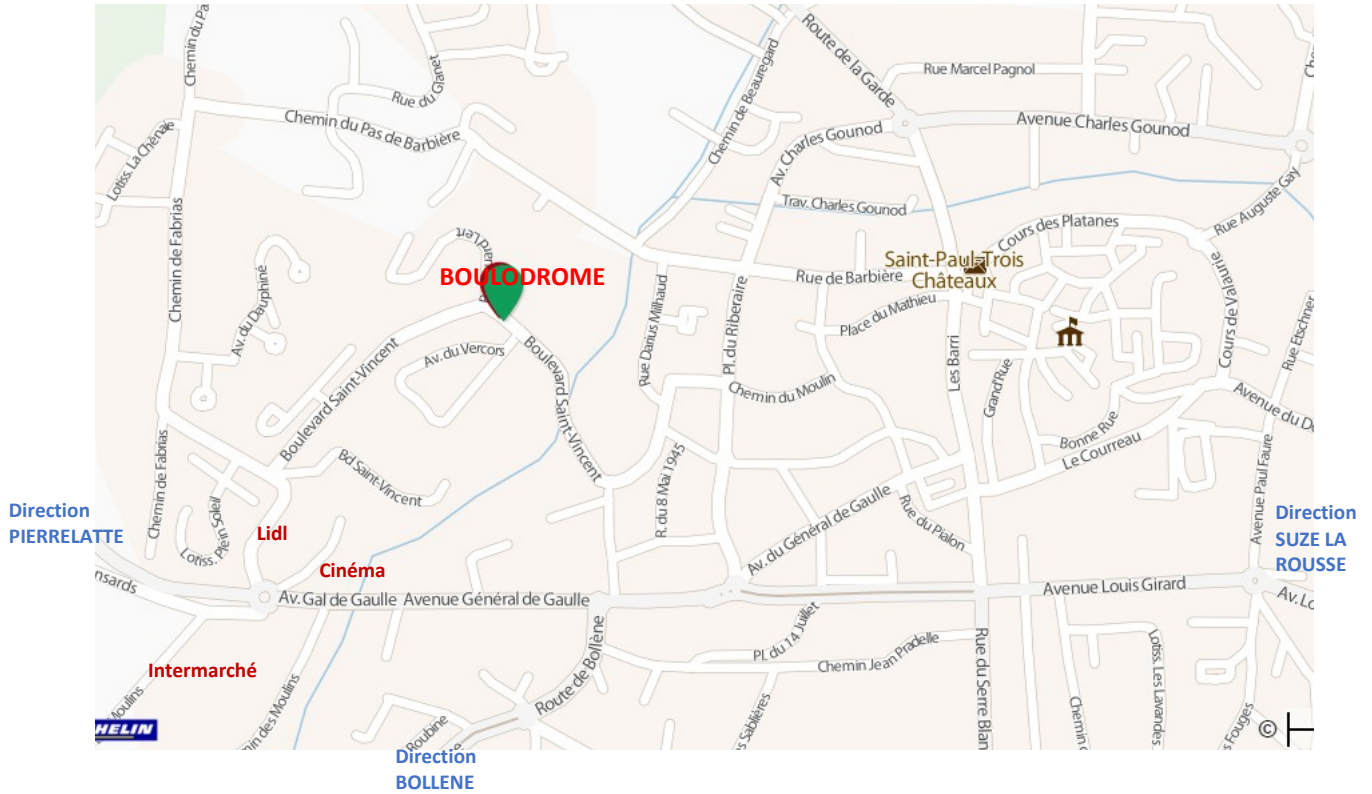 Chemin du Pa
Route de la Garde
Rue Marcel Pagnol
Rue du Glanet
Chemin du Pas de Barbière
Chemin de Beauregard
Av. Charles Gounod
Avenue Charles Gounod
Lotiss. La Chênaie
Trav. Charles Gounod
Rue Auguste Gay
Cours des Platanes
Chemin de Fabrias
BOULODROME
Saint-Paul-Trois
Châteaux
Rue de Barbière
Place du Mathieu
Av. du Dauphiné
Av. du Vercors
Boulevard Saint-Vincent
Boulevard Saint-Vincent
Rue Darius Milhaud
Pl. du Riberaire
Chemin du Moulin
Les Barri
Grand'Rue
Cours de Valaurie
Rue Etschner
Avenue du D
Bonne Rue
Le Courreau
Bd Saint-Vincent
R. du 8 Mai 1945
Av. du Général de Gaulle
Rue du Pialon
Avenue Paul Faure
Chemin de Fabrias
Lotiss. Plein Soleil
Direction
PIERRELATTE
Lidl
Cinéma
Direction
SUZE LA
ROUSSE
nsards
Av. Gal de Gaulle
Avenue Général de Gaulle
Avenue Louis Girard
Av. Lo
Intermarché
Pl. du 14 Juillet
Chemin Jean Pradelle
Rue du Serre Blan
Lotiss. Les Lavandes
Route de Bollène
Moulins
min des Moulins
Roubine
s Sablières
Chemin d
s Fouges
HELIN
©
Direction
BOLLENE